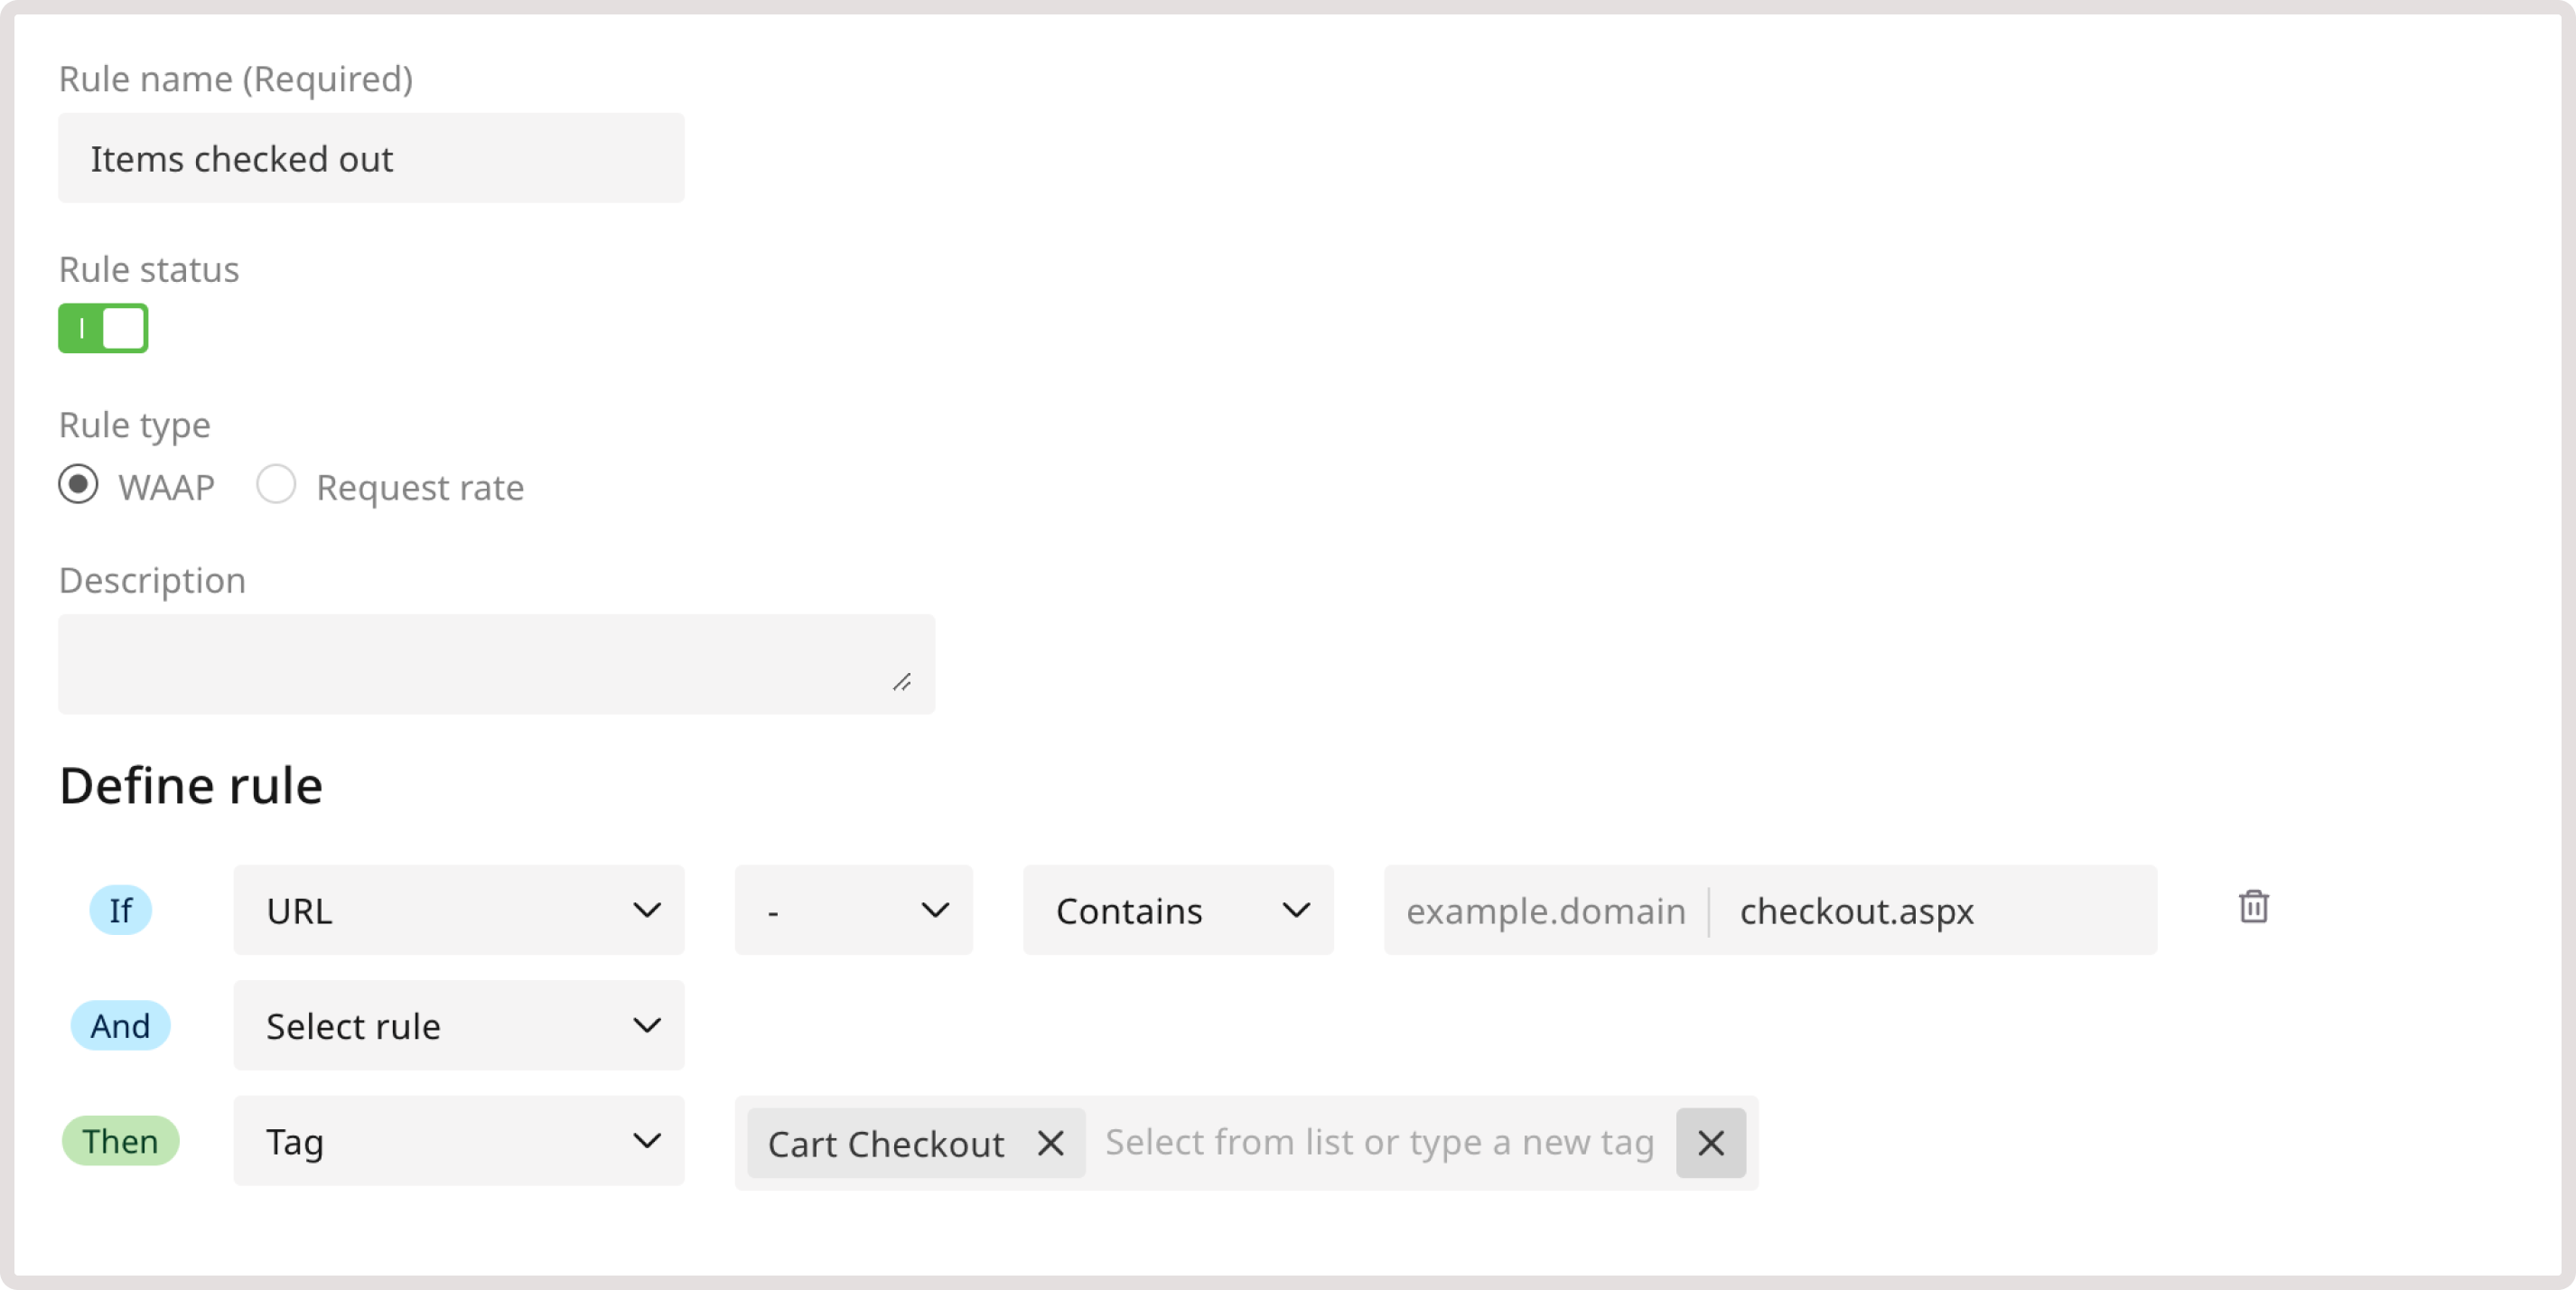 Rule name (Required)
Items checked out
Rule status
Rule type
WAAP Request rate
Description
Define rule
If URL - Contains example.domain checkout.aspx
And Select rule
Then Tag Cart Checkout Select from list or type a new tag